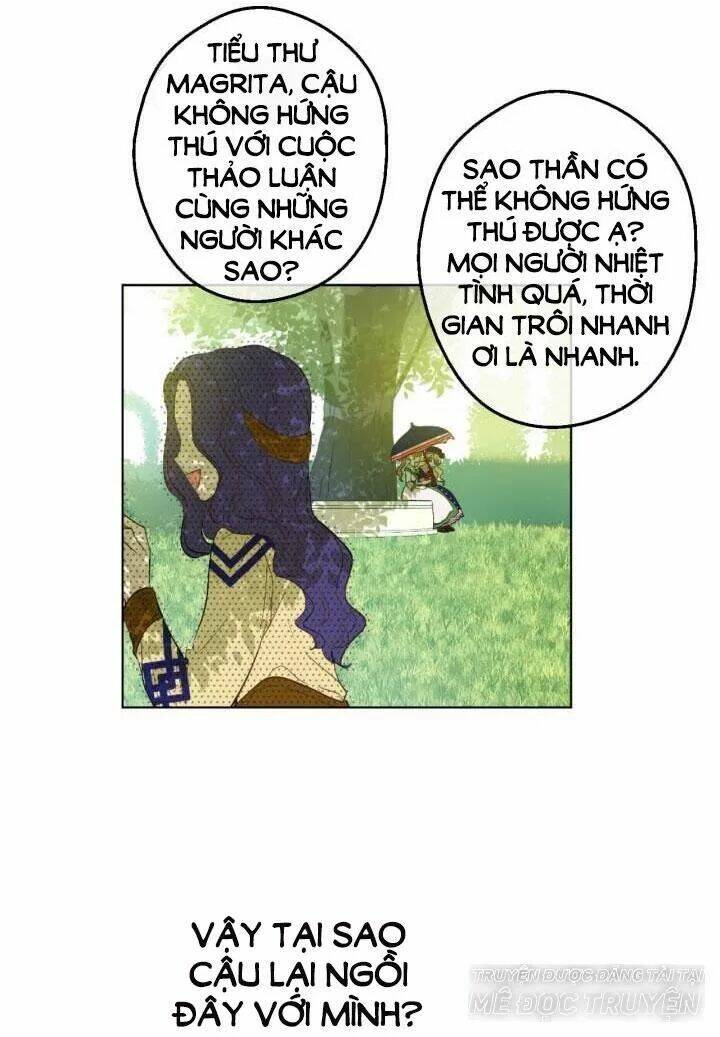 TIỂU THƯ
MAGRITA, CẬU
KHÔNG HỨNG
THÚ VỚI CUỘC
THẢO LUẬN
CÙNG NHỮNG
NGƯỜI KHÁC
SAO?
SAO THẦN CÓ
THỂ KHÔNG HỨNG
THÚ ĐƯỢC Ạ?
MỌI NGƯỜI NHIỆT
TÌNH QUÁ, THỜI
GIAN TRÔI NHANH
ƠI LÀ NHANH.
VẬY TẠI SAO
CẬU LẠI NGỒI
ĐÂY VỚI MÌNH?
TRUYỆN ĐƯỢC ĐĂNG TẢI TẠI
MÊ ĐỌC TRUYỆN